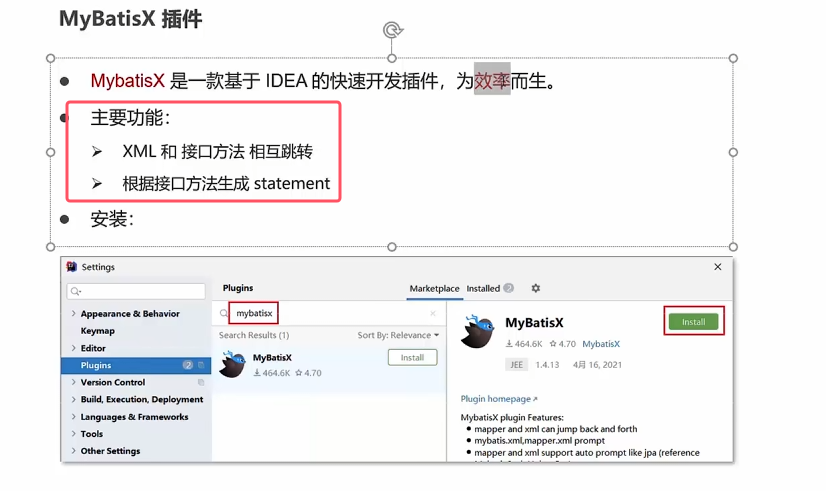 MyBatisX 插件
MybatisX 是一款基于 IDEA 的快速开发插件，为效率而生。
主要功能：
XML 和 接口方法 相互跳转
根据接口方法生成 statement
安装：
Settings
Plugins
Marketplace
Installed 2
Appearance & Behavior
Keymap
Editor
Plugins 2
Version Control
Build, Execution, Deployment
Languages & Frameworks
Tools
Other Settings
mybatisx
Search Results (1)
Sort By: Relevance
MyBatisX
464.6K 4.70
Install
MyBatisX
Install
464.6K 4.70 MybatisX
JEE 1.4.13 4月 16, 2021
Plugin homepage
MybatisX plugin Features:
mapper and xml can jump back and forth
mybatis.xml,mapper.xml prompt
mapper and xml support auto prompt like jpa (reference